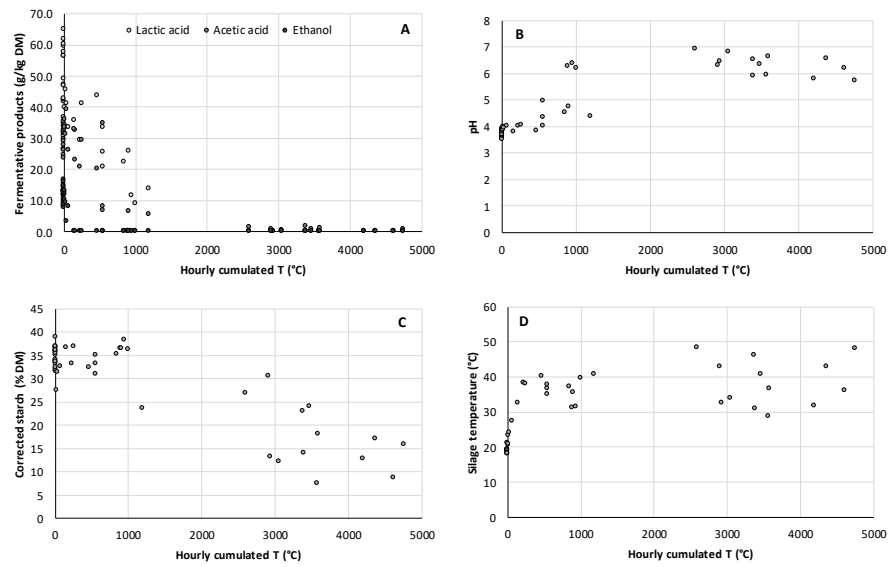 Lactic acid Acetic acid Ethanol A
Fermentative products (g/kg DM)
70.0
60.0
50.0
40.0
30.0
20.0
10.0
0.0
0 1000 2000 3000 4000 5000
Hourly cumulated T (°C)
B
pH
8
7
6
5
4
3
2
1
0
0 1000 2000 3000 4000 5000
Hourly cumulated T (°C)
C
Corrected starch (% DM)
45
40
35
30
25
20
15
10
5
0
0 1000 2000 3000 4000 5000
Hourly cumulated T (°C)
D
Silage temperature (°C)
60
50
40
30
20
10
0
0 1000 2000 3000 4000 5000
Hourly cumulated T (°C)